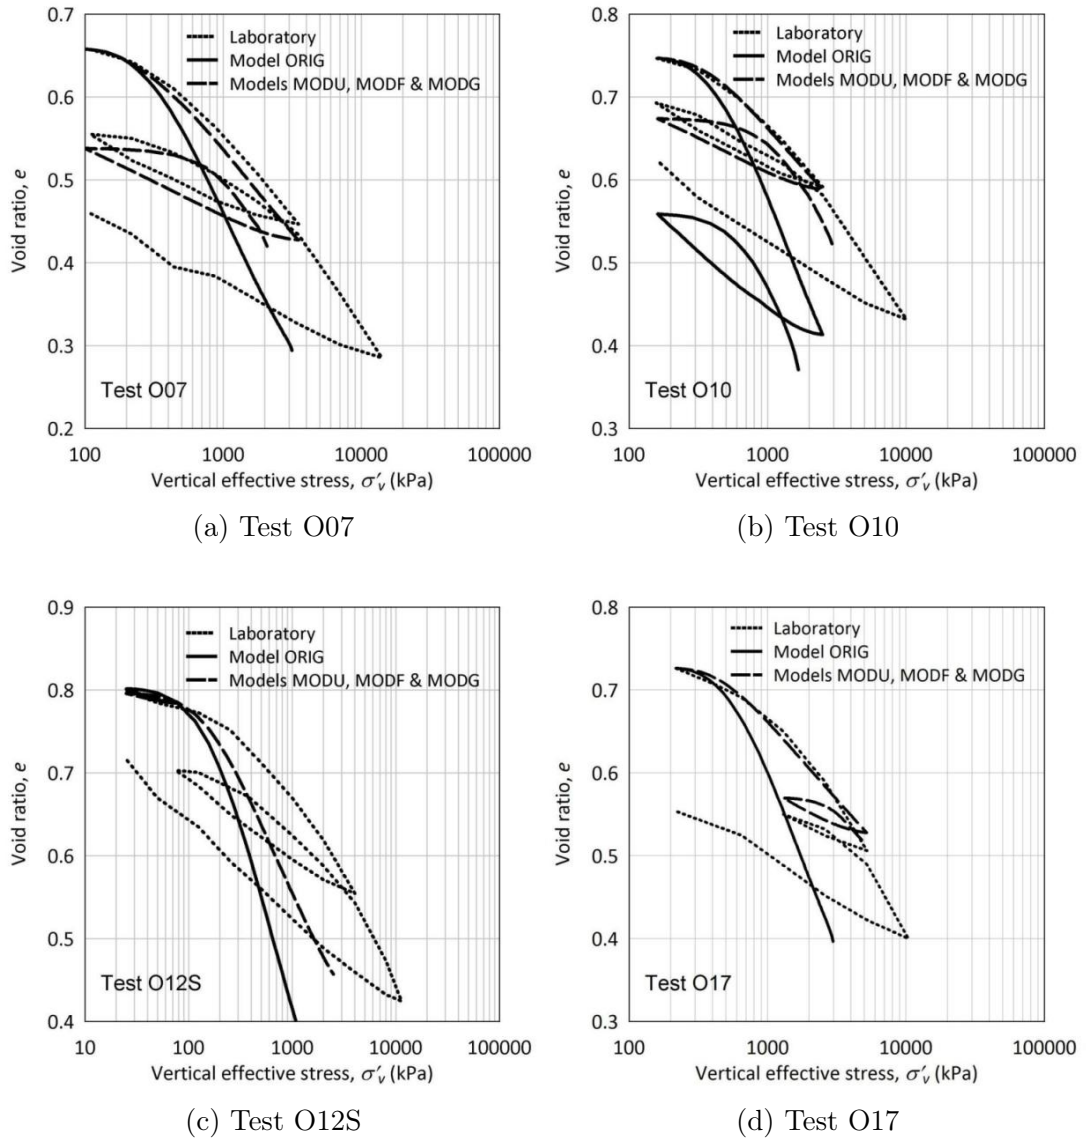 0.7
0.6
0.5
0.4
0.3
0.2
Void ratio, e
Laboratory
Model ORIG
Models MODU, MODF & MODG
Test O07
100 1000 10000 100000
Vertical effective stress, σ′v (kPa)
(a) Test O07
0.8
0.7
0.6
0.5
0.4
0.3
Void ratio, e
Laboratory
Model ORIG
Models MODU, MODF & MODG
Test O10
100 1000 10000 100000
Vertical effective stress, σ′v (kPa)
(b) Test O10
0.9
0.8
0.7
0.6
0.5
0.4
Void ratio, e
Laboratory
Model ORIG
Models MODU, MODF & MODG
Test O12S
10 100 1000 10000 100000
Vertical effective stress, σ′v (kPa)
(c) Test O12S
0.8
0.7
0.6
0.5
0.4
0.3
Void ratio, e
Laboratory
Model ORIG
Models MODU, MODF & MODG
Test O17
100 1000 10000 100000
Vertical effective stress, σ′v (kPa)
(d) Test O17